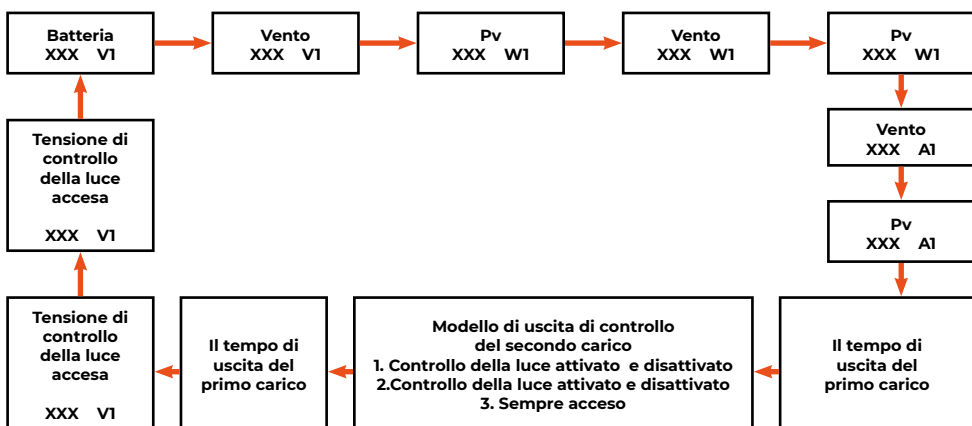 Batteria
XXX V1
Vento
XXX V1
Pv
XXX W1
Vento
XXX W1
Pv
XXX W1
Vento
XXX A1
Pv
XXX A1
Il tempo di
uscita del
primo carico
Modello di uscita di controllo
del secondo carico
1. Controllo della luce attivato e disattivato
2.Controllo della luce attivato e disattivato
3. Sempre acceso
Il tempo di
uscita del
primo carico
Tensione di
controllo
della luce
accesa
XXX V1
Tensione di
controllo
della luce
accesa
XXX V1